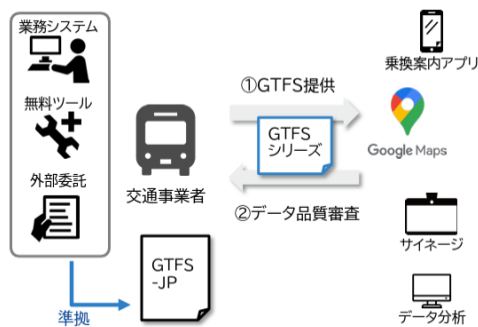 業務システム
無料ツール
外部委託
準拠
交通事業者
GTFS
-JP
①GTFS提供
GTFS
シリーズ
②データ品質審査
乗換案内アプリ
Google Maps
サイネージ
データ分析